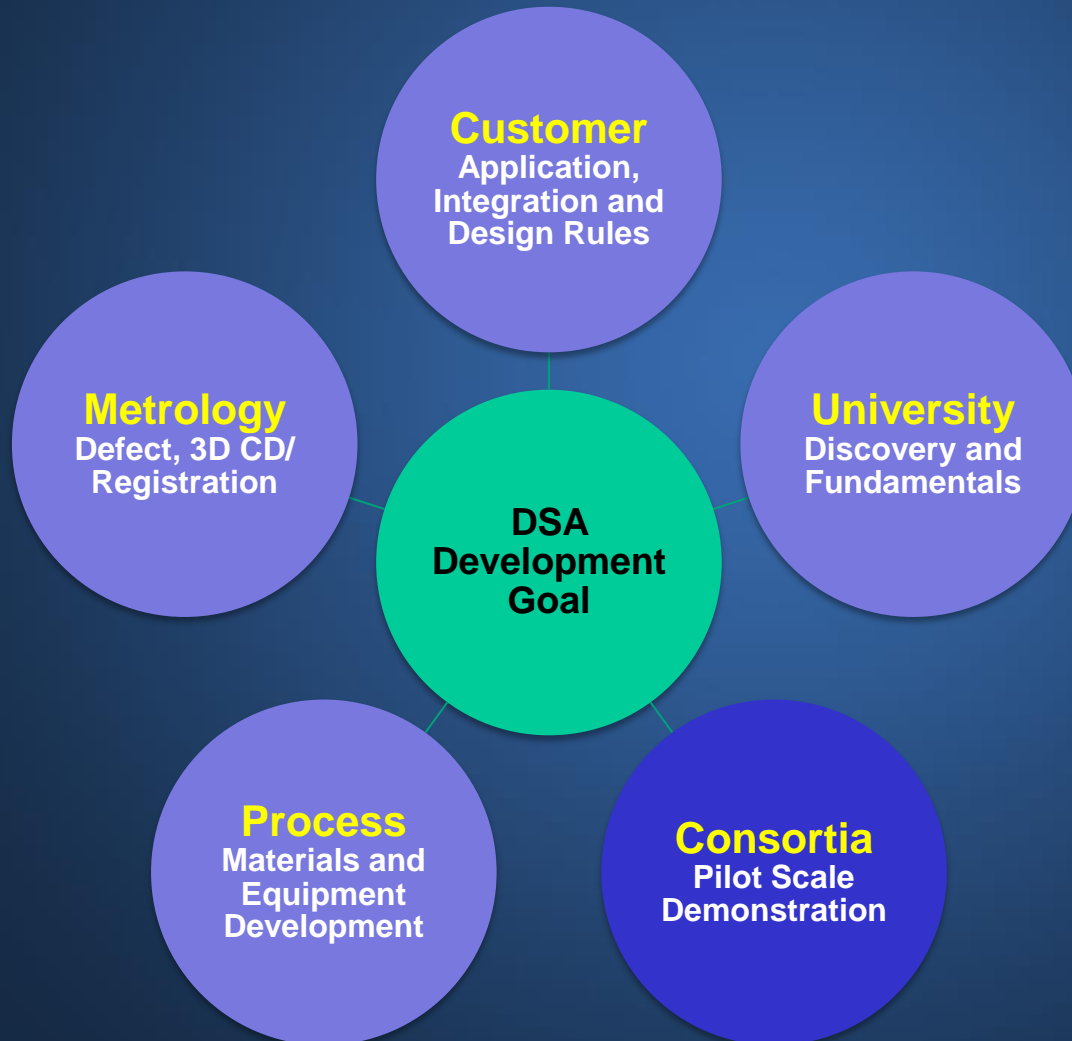 Customer
Application,
Integration and
Design Rules
Metrology
Defect, 3D CD/
Registration
University
Discovery and
Fundamentals
DSA
Development
Goal
Process
Materials and
Equipment
Development
Consortia
Pilot Scale
Demonstration